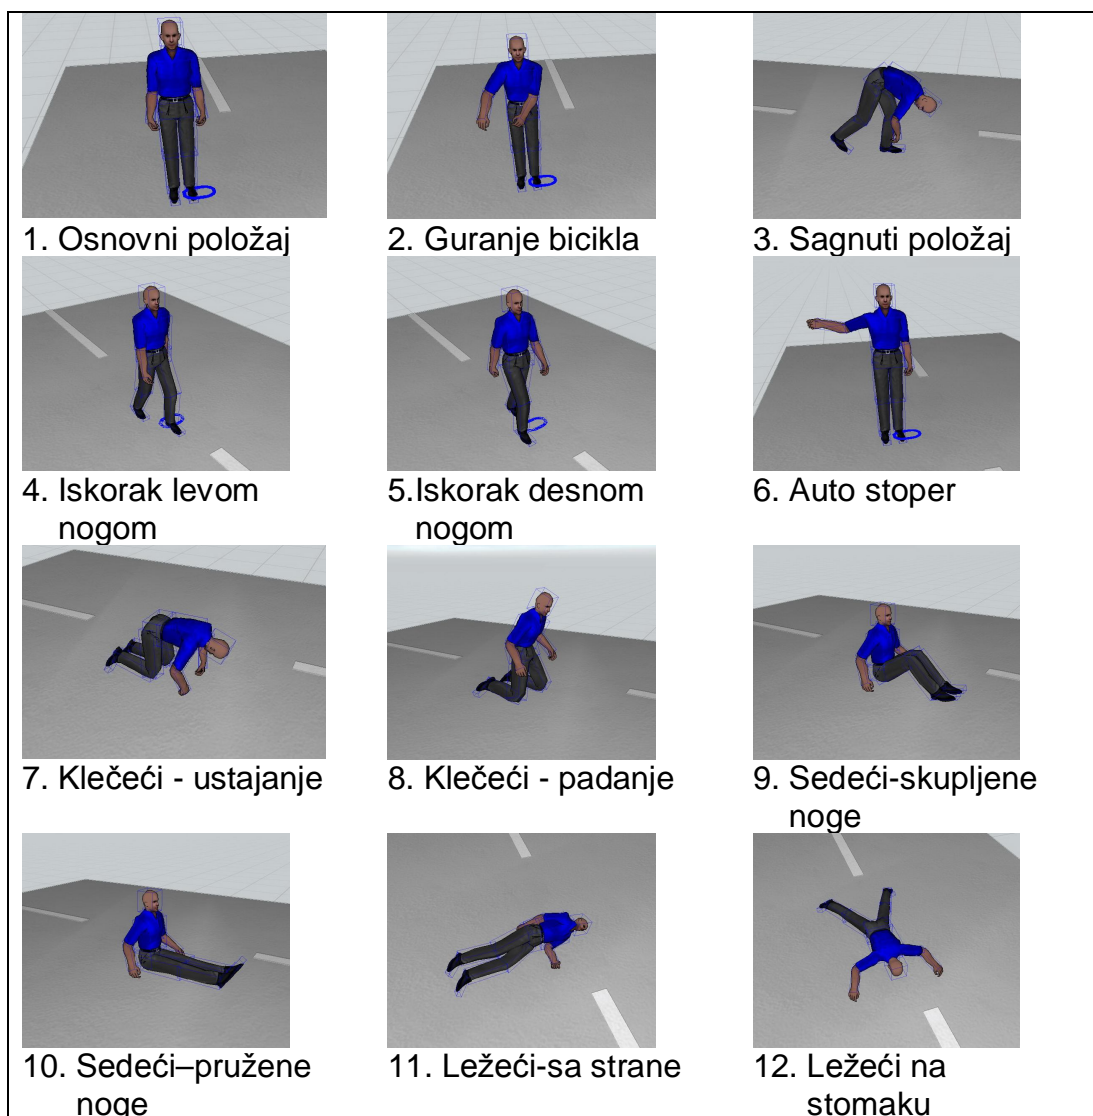 1. Osnovni položaj
2. Guranje bicikla
3. Sagnuti položaj
4. Iskorak levom
nogom
5.Iskorak desnom
nogom
6. Auto stoper
7. Klečeći - ustajanje
8. Klečeći - padanje
9. Sedeći-skupljene
noge
10. Sedeći–pružene
noge
11. Ležeći-sa strane
12. Ležeći na
stomaku